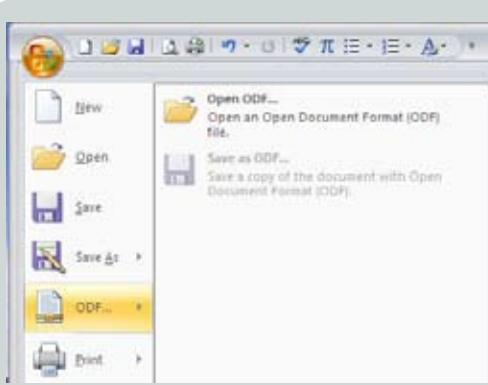 New
Open
Save
Save As
ODF...
Print
Open ODF...
Open an Open Document Format (ODF)
file.
Save as ODF...
Save a copy of the document with Open
Document Format (ODF).